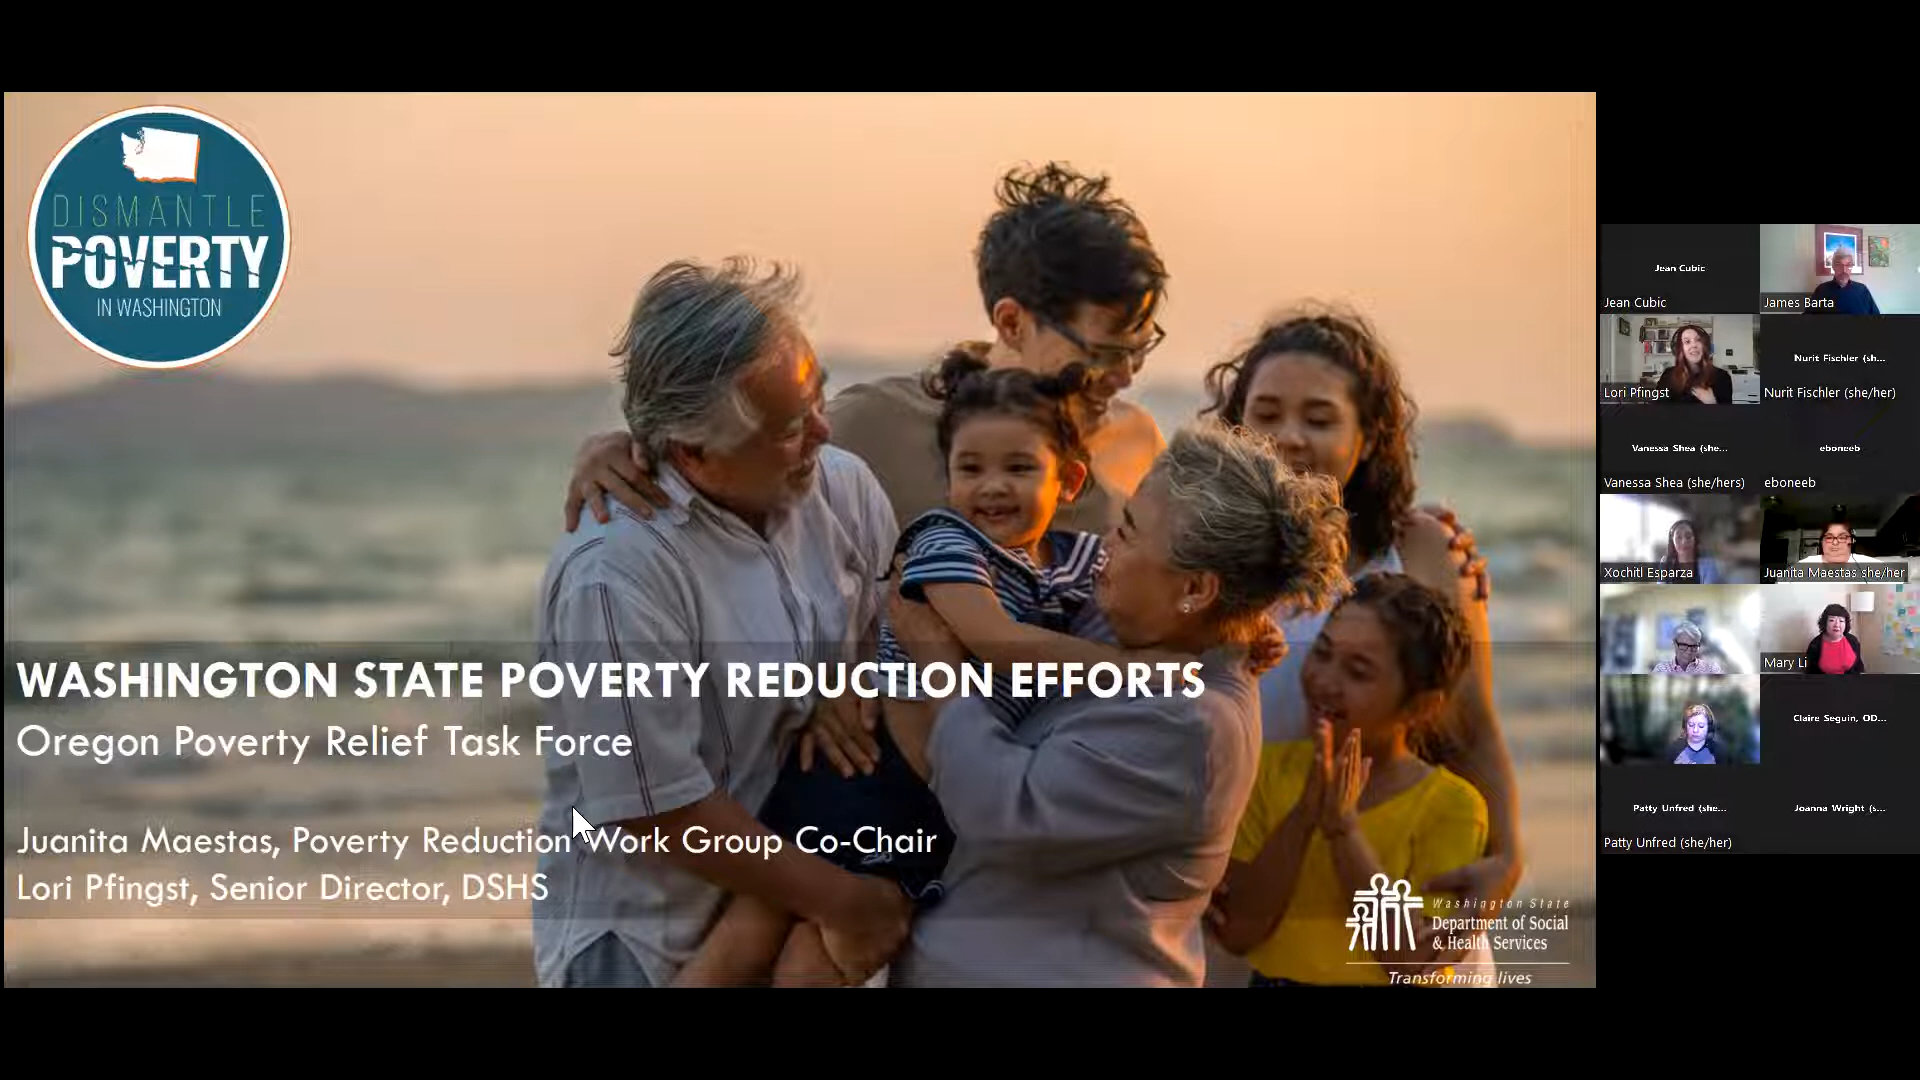 DISMANTLE
POVERTY
IN WASHINGTON
WASHINGTON STATE POVERTY REDUCTION EFFORTS
Oregon Poverty Relief Task Force
Juanita Maestas, Poverty Reduction Work Group Co-Chair
Lori Pfingst, Senior Director, DSHS
Washington State
Department of Social
& Health Services
Transforming lives
Jean Cubic
Jean Cubic
James Barta
Lori Pfingst
Nurit Fischler (sh...
Nurit Fischler (she/her)
Vanessa Shea (she...
Vanessa Shea (she/hers)
eboneeb
eboneeb
Xochitl Esparza
Juanita Maestas she/her
Mary Li
Claire Seguin, OD...
Patty Unfred (she...
Patty Unfred (she/her)
Joanna Wright (s...